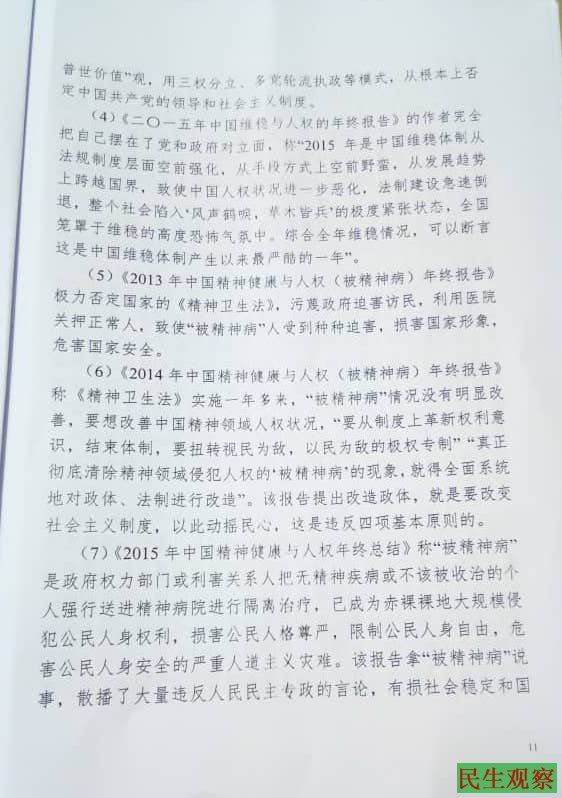 普世价值”观，用三权分立、多党轮流执政等模式，从根本上否
定中国共产党的领导和社会主义制度。
（4）《二〇一五年中国维稳与人权的年终报告》的作者完全
把自己摆在了党和政府对立面，称“2015 年是中国维稳体制从
法规制度层面空前强化，从手段方式上空前野蛮，从发展趋势
上跨越国界，致使中国人权状况进一步恶化，法制建设急速倒
退，整个社会陷入‘风声鹤唳，草木皆兵’的极度紧张状态，全国
笼罩于维稳的高度恐怖气氛中。综合全年维稳情况，可以断言
这是中国维稳体制产生以来最严酷的一年”。
（5）《2013 年中国精神健康与人权（被精神病）年终报告》
极力否定国家的《精神卫生法》，污蔑政府迫害访民，利用医院
关押正常人，致使“被精神病”人受到种种迫害，损害国家形象，
危害国家安全。
（6）《2014 年中国精神健康与人权（被精神病）年终报告》
称《精神卫生法》实施一年多来，“被精神病”情况没有明显改
善，要想改善中国精神领域人权状况，“要从制度上革新权利意
识，结束体制，要扭转视民为敌，以民为敌的极权专制” “真正
彻底清除精神领域侵犯人权的‘被精神病’的现象，就得全面系统
地对政体、法制进行改造”。该报告提出改造政体，就是要改变
社会主义制度，以此动摇民心，这是违反四项基本原则的。
（7）《2015 年中国精神健康与人权年终总结》称“被精神病”
是政府权力部门或利害关系人把无精神疾病或不该被收治的个
人强行送进精神病院进行隔离治疗，已成为赤裸裸地大规模侵
犯公民人身权利，损害公民人格尊严，限制公民人身自由，危
害公民人身安全的严重人道主义灾难。该报告拿“被精神病”说
事，散播了大量违反人民民主专政的言论，有损社会稳定和国
11
民生观察